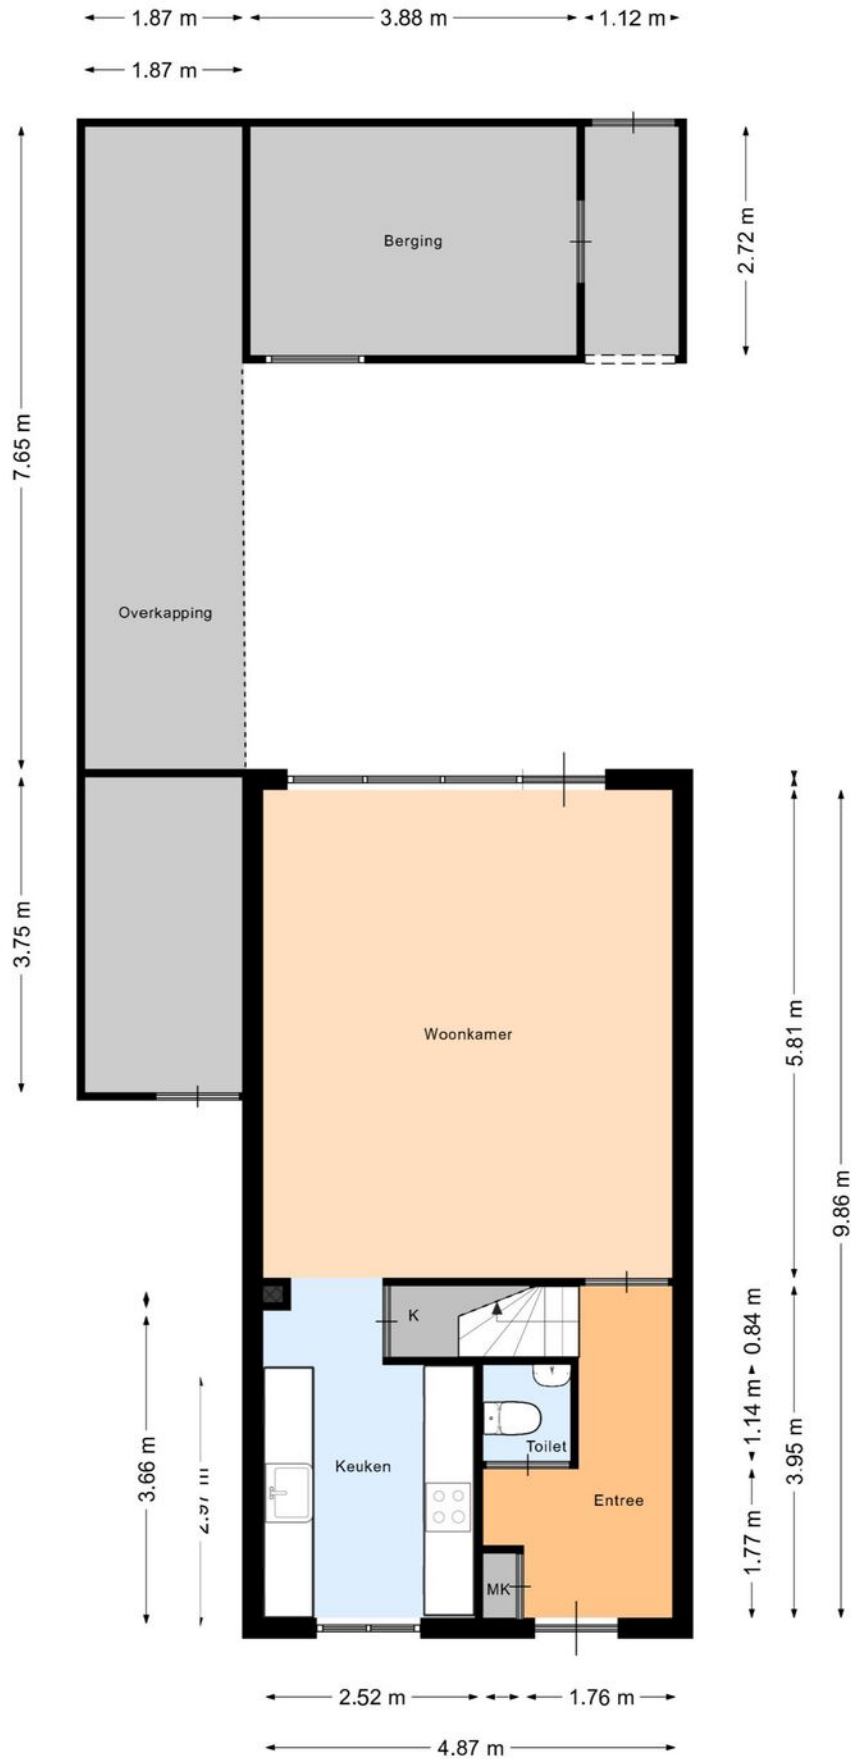 1.87 m
3.88 m
1.12 m
1.87 m
Berging
2.72 m
7.65 m
Overkapping
3.75 m
Woonkamer
5.81 m
9.86 m
K
0.84 m
1.14 m
3.95 m
3.66 m
Toilet
Keuken
Entree
1.77 m
MK
2.52 m
1.76 m
4.87 m